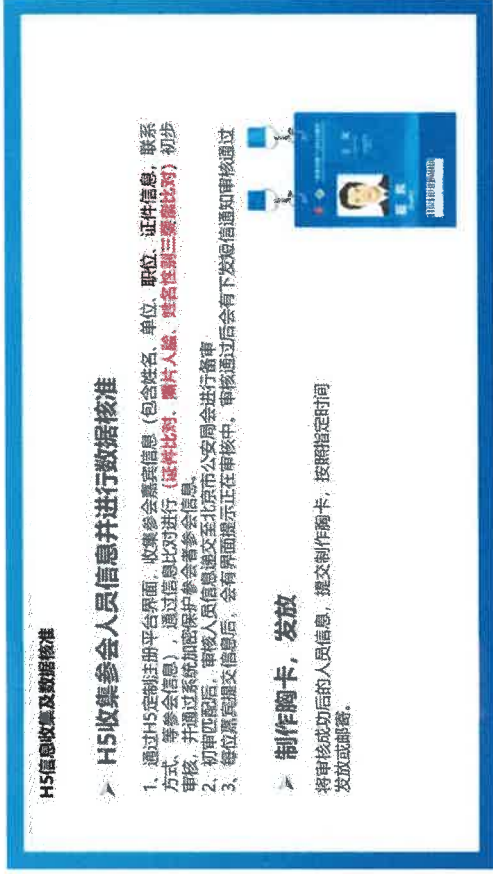 H5信息收集及数据核准
H5收集参会人员信息并进行数据核准
1、通过H5定制注册平台界面，收集参会嘉宾信息（包含姓名、单位、职位、证件信息，联系
方式、等参会信息），通过信息比对进行（证件比对、照片人脸、姓名性别三要信比对）初步
审核，并通过系统加密保护参会者参会信息。
2、初审匹配后，审核人员信息递交至北京市公安局会进行备审
3、每位嘉宾提交信息后，会有界面提示正在审核中，审核通过后会有下发短信通知审核通过
制作胸卡，发放
将审核成功后的人员信息，提交制作胸卡，按照指定时间
发放或邮寄。